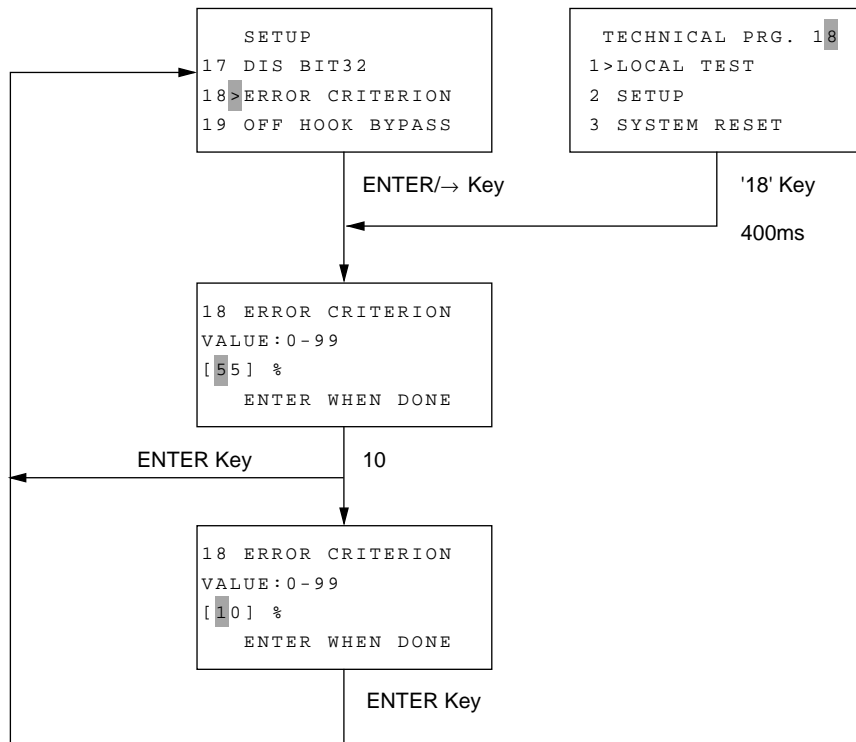 SETUP
17 DIS BIT32
18>ERROR CRITERION
19 OFF HOOK BYPASS
TECHNICAL PRG. 18
1>LOCAL TEST
2 SETUP
3 SYSTEM RESET
ENTER/→ Key
'18' Key
400ms
18 ERROR CRITERION
VALUE:0-99
[55] %
ENTER WHEN DONE
ENTER Key
10
18 ERROR CRITERION
VALUE:0-99
[10] %
ENTER WHEN DONE
ENTER Key